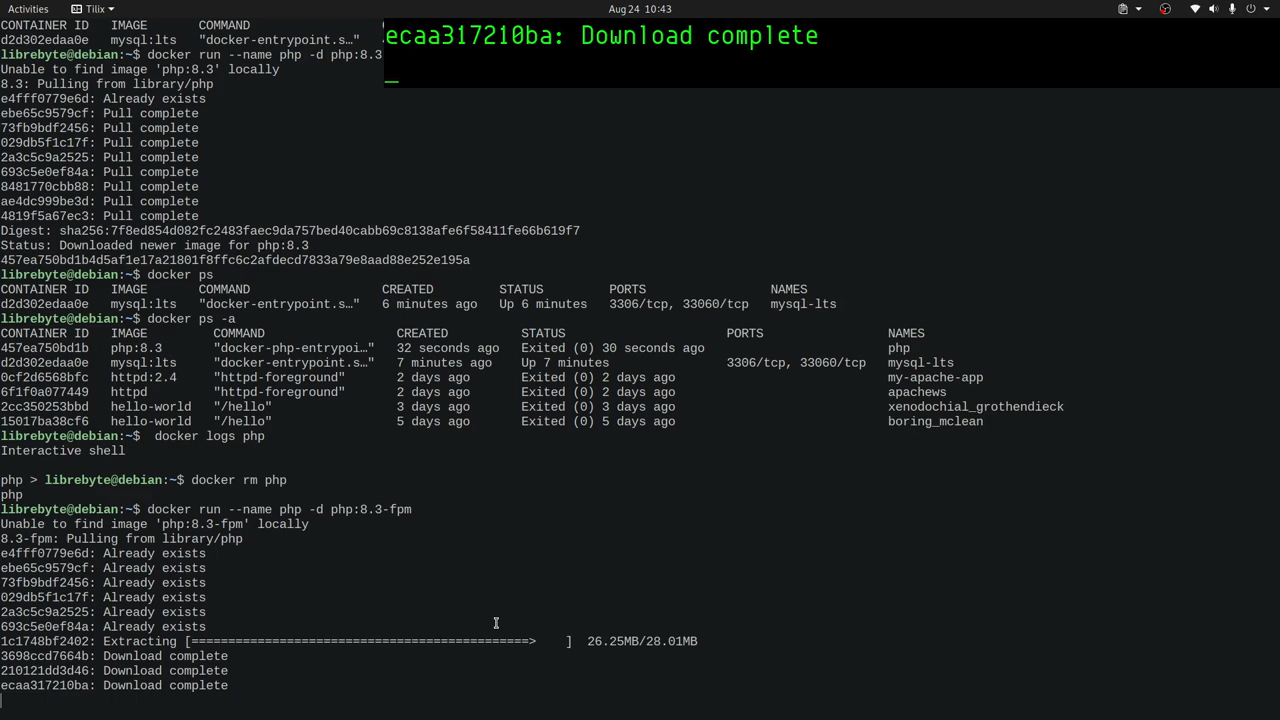 Activities Tilix Aug 24 10:43
CONTAINER ID IMAGE COMMAND
d2d302edaa0e mysql:lts "docker-entrypoint.s…"
librebyte@debian:~$ docker run --name php -d php:8.3
ecaa317210ba: Download complete
Unable to find image 'php:8.3' locally
8.3: Pulling from library/php
e4fff0779e6d: Already exists
ebe65c9579cf: Pull complete
73fb9bdf2456: Pull complete
029db5f1c17f: Pull complete
2a3c5c9a2525: Pull complete
693c5e0ef84a: Pull complete
8481770cbb88: Pull complete
ae4dc999be3d: Pull complete
4819f5a67ec3: Pull complete
Digest: sha256:7f8ed854d082fc2483faec9da757bed40cabb69c8138afe6f58411fe66b619f7
Status: Downloaded newer image for php:8.3
457ea750bd1b4d5af1e17a21801f8ffc6c2afdecd7833a79e8aad88e252e195a
librebyte@debian:~$ docker ps
CONTAINER ID IMAGE COMMAND CREATED STATUS PORTS NAMES
d2d302edaa0e mysql:lts "docker-entrypoint.s…" 6 minutes ago Up 6 minutes 3306/tcp, 33060/tcp mysql-lts
librebyte@debian:~$ docker ps -a
CONTAINER ID IMAGE COMMAND CREATED STATUS PORTS NAMES
457ea750bd1b php:8.3 "docker-php-entrypoi…" 32 seconds ago Exited (0) 30 seconds ago php
d2d302edaa0e mysql:lts "docker-entrypoint.s…" 7 minutes ago Up 7 minutes 3306/tcp, 33060/tcp mysql-lts
0cf2d6568bfc httpd:2.4 "httpd-foreground" 2 days ago Exited (0) 2 days ago my-apache-app
6f1f0a077449 httpd "httpd-foreground" 2 days ago Exited (0) 2 days ago apachews
2cc350253bbd hello-world "/hello" 3 days ago Exited (0) 3 days ago xenodochial_grothendieck
15017ba38cf6 hello-world "/hello" 5 days ago Exited (0) 5 days ago boring_mclean
librebyte@debian:~$ docker logs php
Interactive shell
php > librebyte@debian:~$ docker rm php
php
librebyte@debian:~$ docker run --name php -d php:8.3-fpm
Unable to find image 'php:8.3-fpm' locally
8.3-fpm: Pulling from library/php
e4fff0779e6d: Already exists
ebe65c9579cf: Already exists
73fb9bdf2456: Already exists
029db5f1c17f: Already exists
2a3c5c9a2525: Already exists
693c5e0ef84a: Already exists
1c1748bf2402: Extracting [==============================================> ] 26.25MB/28.01MB
3698ccd7664b: Download complete
210121dd3d46: Download complete
ecaa317210ba: Download complete